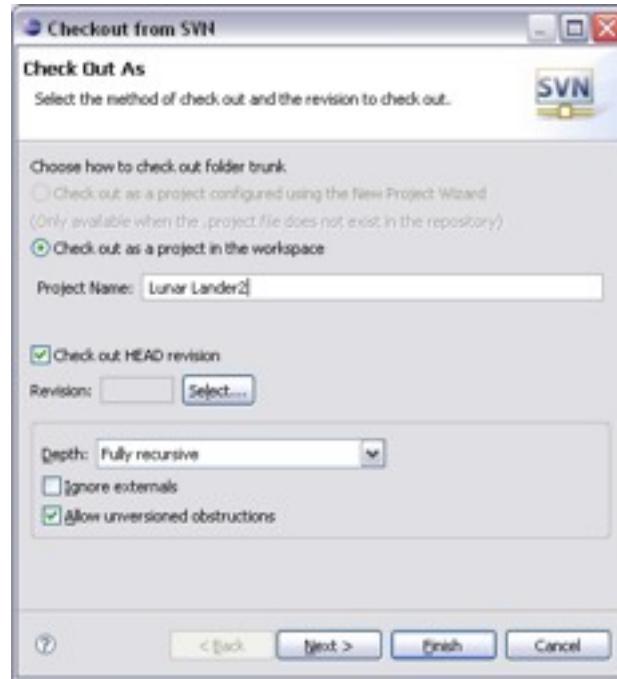 Checkout from SVN
Check Out As
Select the method of check out and the revision to check out.
SVN
Choose how to check out folder trunk
Check out as a project configured using the New Project Wizard
(Only available when the .project file does not exist in the repository)
Check out as a project in the workspace
Project Name: Lunar Lander2
Check out HEAD revision
Revision: Select...
Depth: Fully recursive
Ignore externals
Allow unversioned obstructions
? < Back Next > Finish Cancel